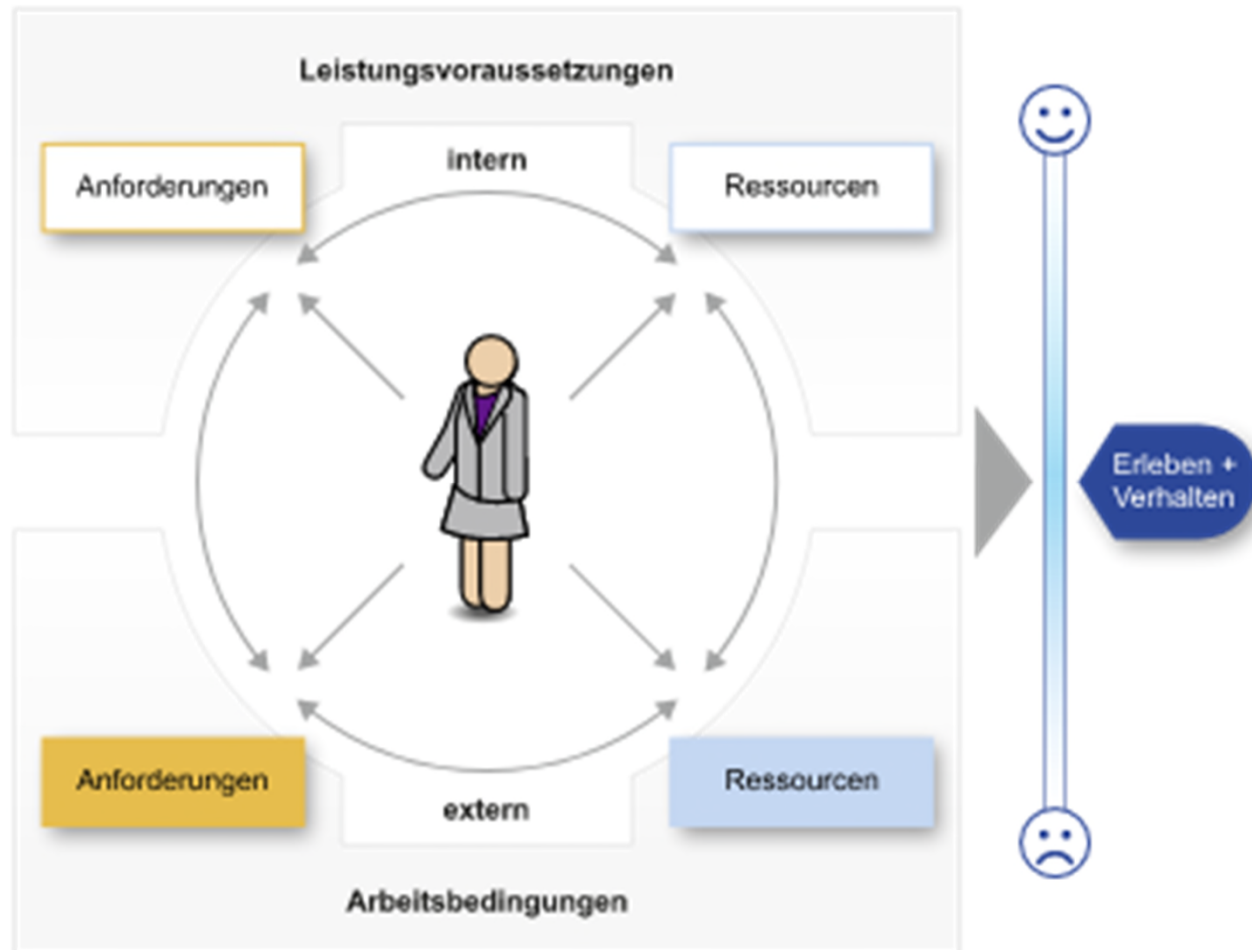 Leistungsvoraussetzungen
intern
Anforderungen
Ressourcen
Erleben +
Verhalten
Anforderungen
Ressourcen
extern
Arbeitsbedingungen